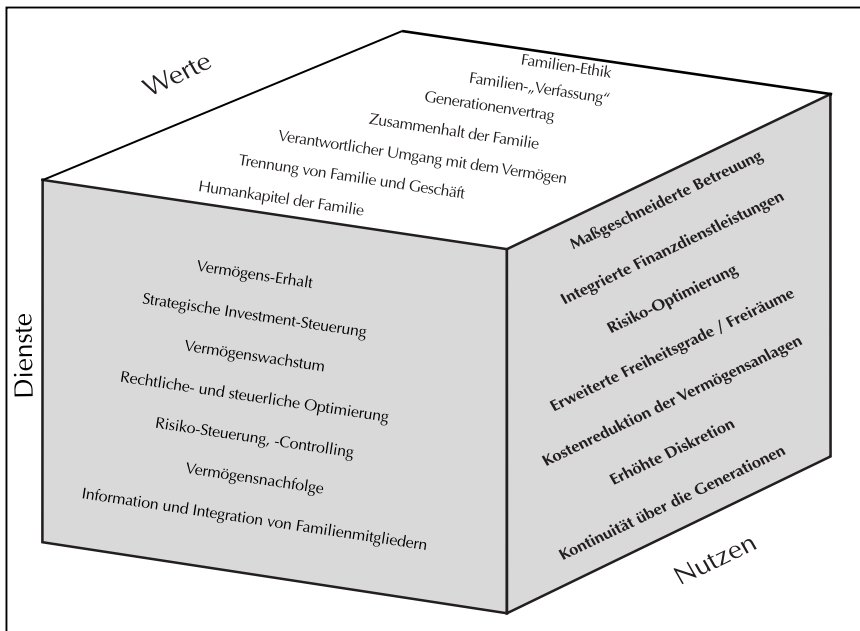 Werte
Familien-Ethik
Familien-„Verfassung“
Generationenvertrag
Zusammenhalt der Familie
Verantwortlicher Umgang mit dem Vermögen
Trennung von Familie und Geschäft
Humankapital der Familie
Dienste
Vermögens-Erhalt
Strategische Investment-Steuerung
Vermögenswachstum
Rechtliche- und steuerliche Optimierung
Risiko-Steuerung, -Controlling
Vermögensnachfolge
Information und Integration von Familienmitgliedern
Maßgeschneiderte Betreuung
Integrierte Finanzdienstleistungen
Risiko-Optimierung
Erweiterte Freiheitsgrade / Freiräume
Kostenreduktion der Vermögensanlagen
Erhöhte Diskretion
Kontinuität über die Generationen
Nutzen